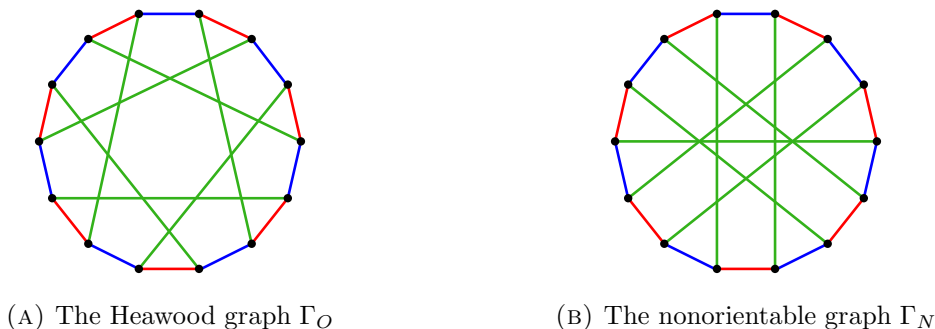 (A) The Heawood graph Γ_O
(B) The nonorientable graph Γ_N